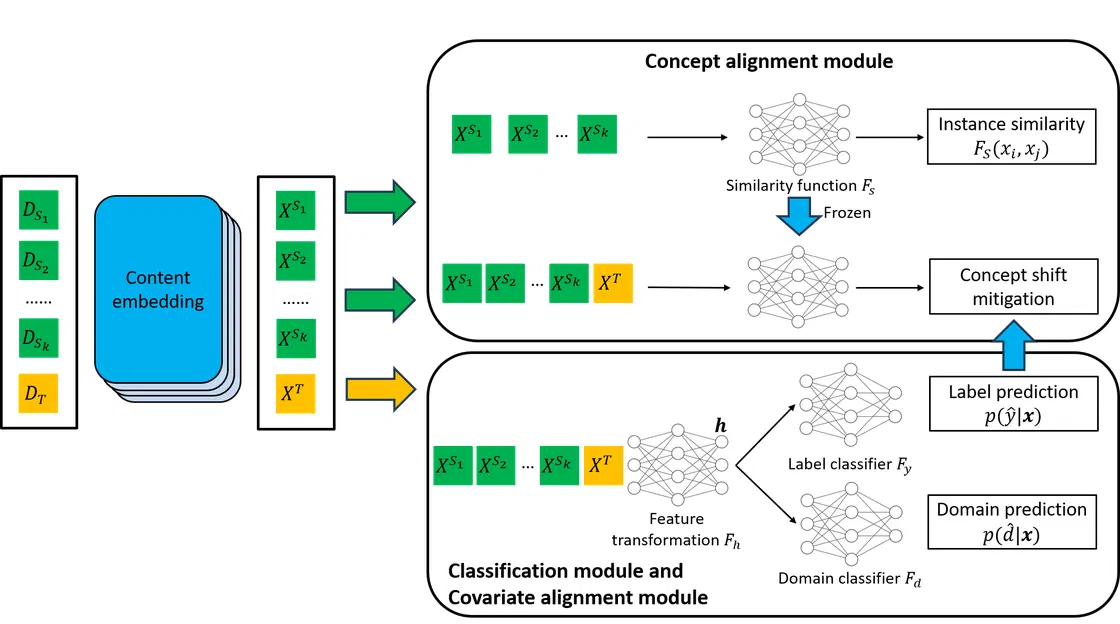 D_{S_1}
D_{S_2}
......
D_{S_k}
D_T
Content
embedding
X^{S_1}
X^{S_2}
......
X^{S_k}
X^T
Concept alignment module
X^{S_1} X^{S_2} ... X^{S_k}
Similarity function F_s
Instance similarity
F_S(x_i, x_j)
Frozen
X^{S_1} X^{S_2} ... X^{S_k} X^T
Concept shift
mitigation
X^{S_1} X^{S_2} ... X^{S_k} X^T
h
Feature
transformation F_h
Label classifier F_y
Label prediction
p(ŷ|x)
Domain classifier F_d
Domain prediction
p(d̂|x)
Classification module and
Covariate alignment module